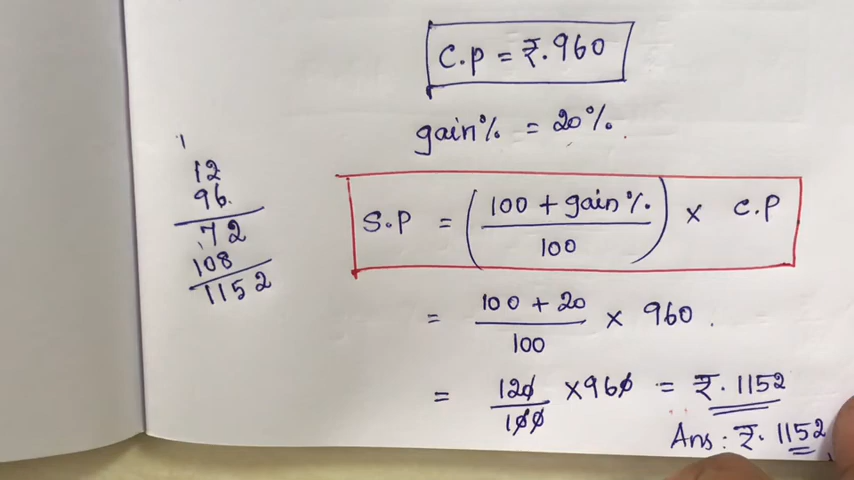 C.P = ₹.960
gain% = 20%.
1
12
96.
72
108
1152
S.P = (100 + gain% / 100) × C.P
= 100 + 20 / 100 × 960.
= 120 / 100 × 960 = ₹.1152
Ans: ₹.1152